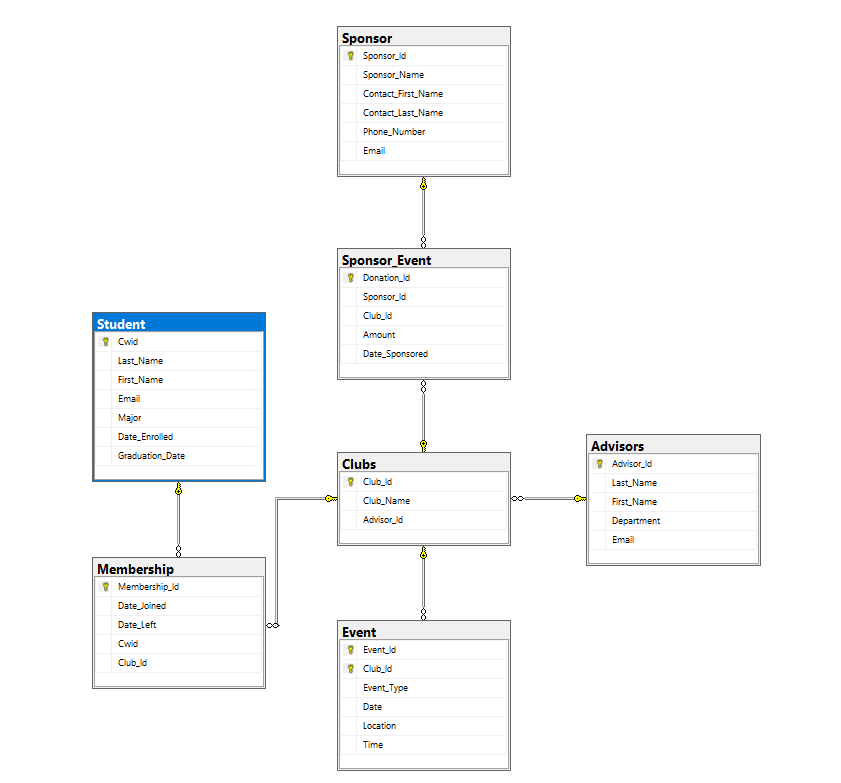 Sponsor
Sponsor_Id
Sponsor_Name
Contact_First_Name
Contact_Last_Name
Phone_Number
Email
Sponsor_Event
Donation_Id
Sponsor_Id
Club_Id
Amount
Date_Sponsored
Student
Cwid
Last_Name
First_Name
Email
Major
Date_Enrolled
Graduation_Date
Clubs
Club_Id
Club_Name
Advisor_Id
Advisors
Advisor_Id
Last_Name
First_Name
Department
Email
Membership
Membership_Id
Date_Joined
Date_Left
Cwid
Club_Id
Event
Event_Id
Club_Id
Event_Type
Date
Location
Time